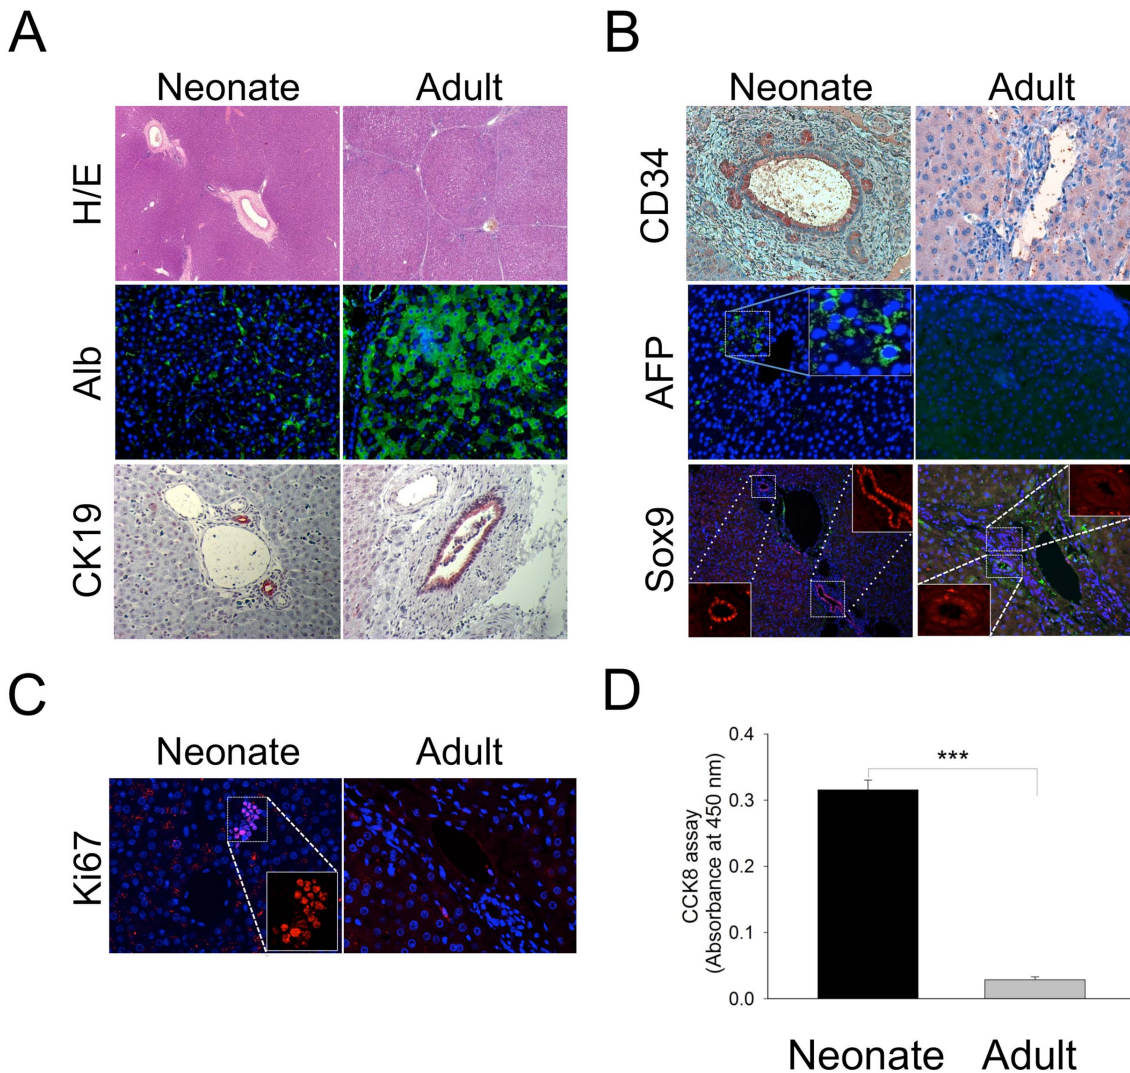 A
Neonate Adult
H/E
Alb
CK19
B
Neonate Adult
CD34
AFP
Sox9
C
Neonate Adult
Ki67
D
CCK8 assay
(Absorbance at 450 nm)
0.4
0.3
0.2
0.1
0.0
***
Neonate Adult